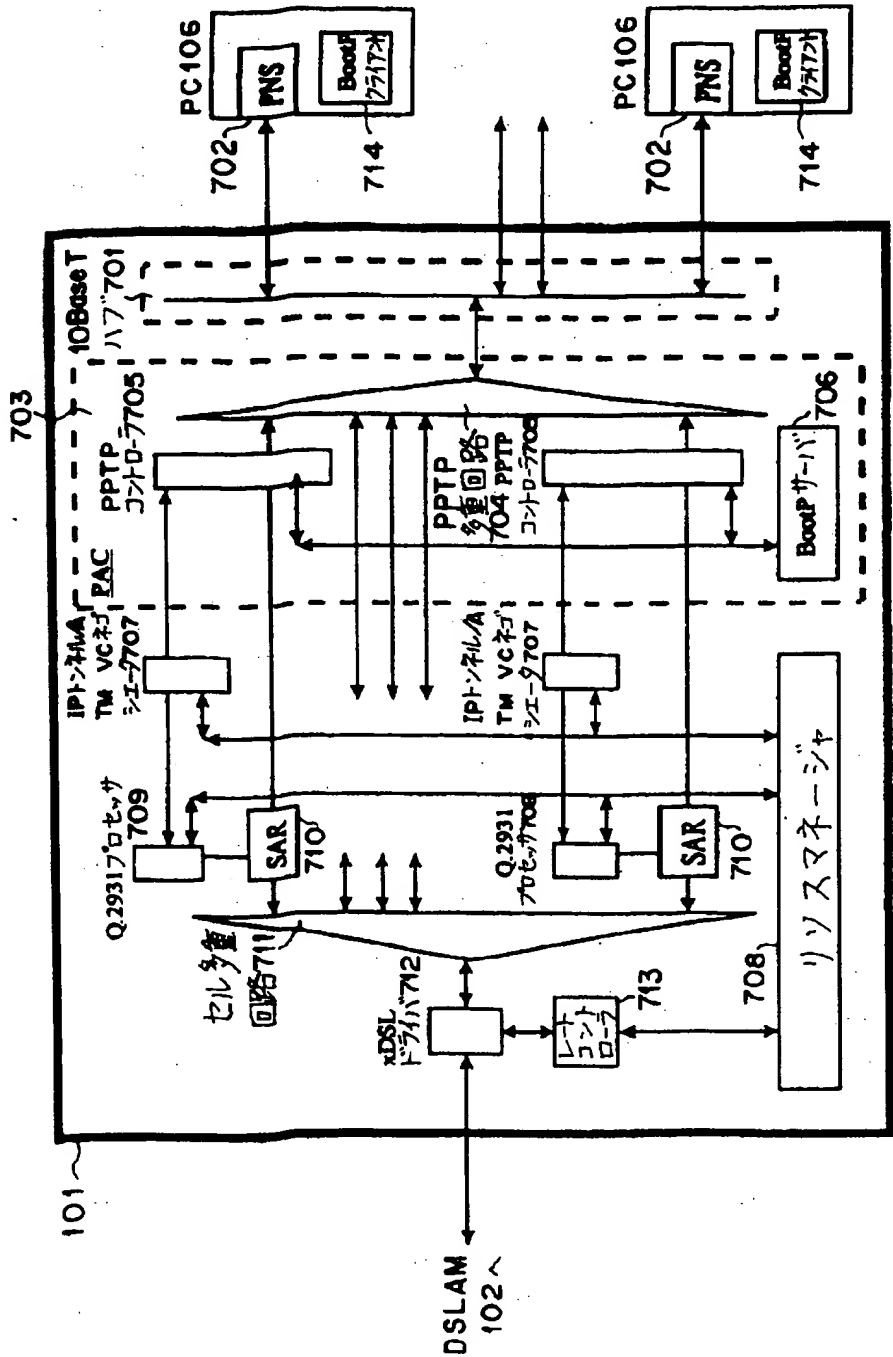 101
DSLAM
102へ
xDSL
ドライバ712
レート
コント
ローラ
713
セル多重
回路711
Q.2931プロセッサ
709
SAR
710
Q.2931
プロセッサ709
SAR
710
708
リソスマネージャ
IPトンネル/A
TM VCネゴ
シエータ707
IPトンネル/A
TM VCネゴ
シエータ707
703
PAC
PPTP
コントローラ705
PPTP
多重回路
704
PPTP
コントローラ705
706
BootPサーバ
10Base T
ハブ701
PC106
PNS
702
BootP
クライアント
714
PC106
PNS
702
BootP
クライアント
714